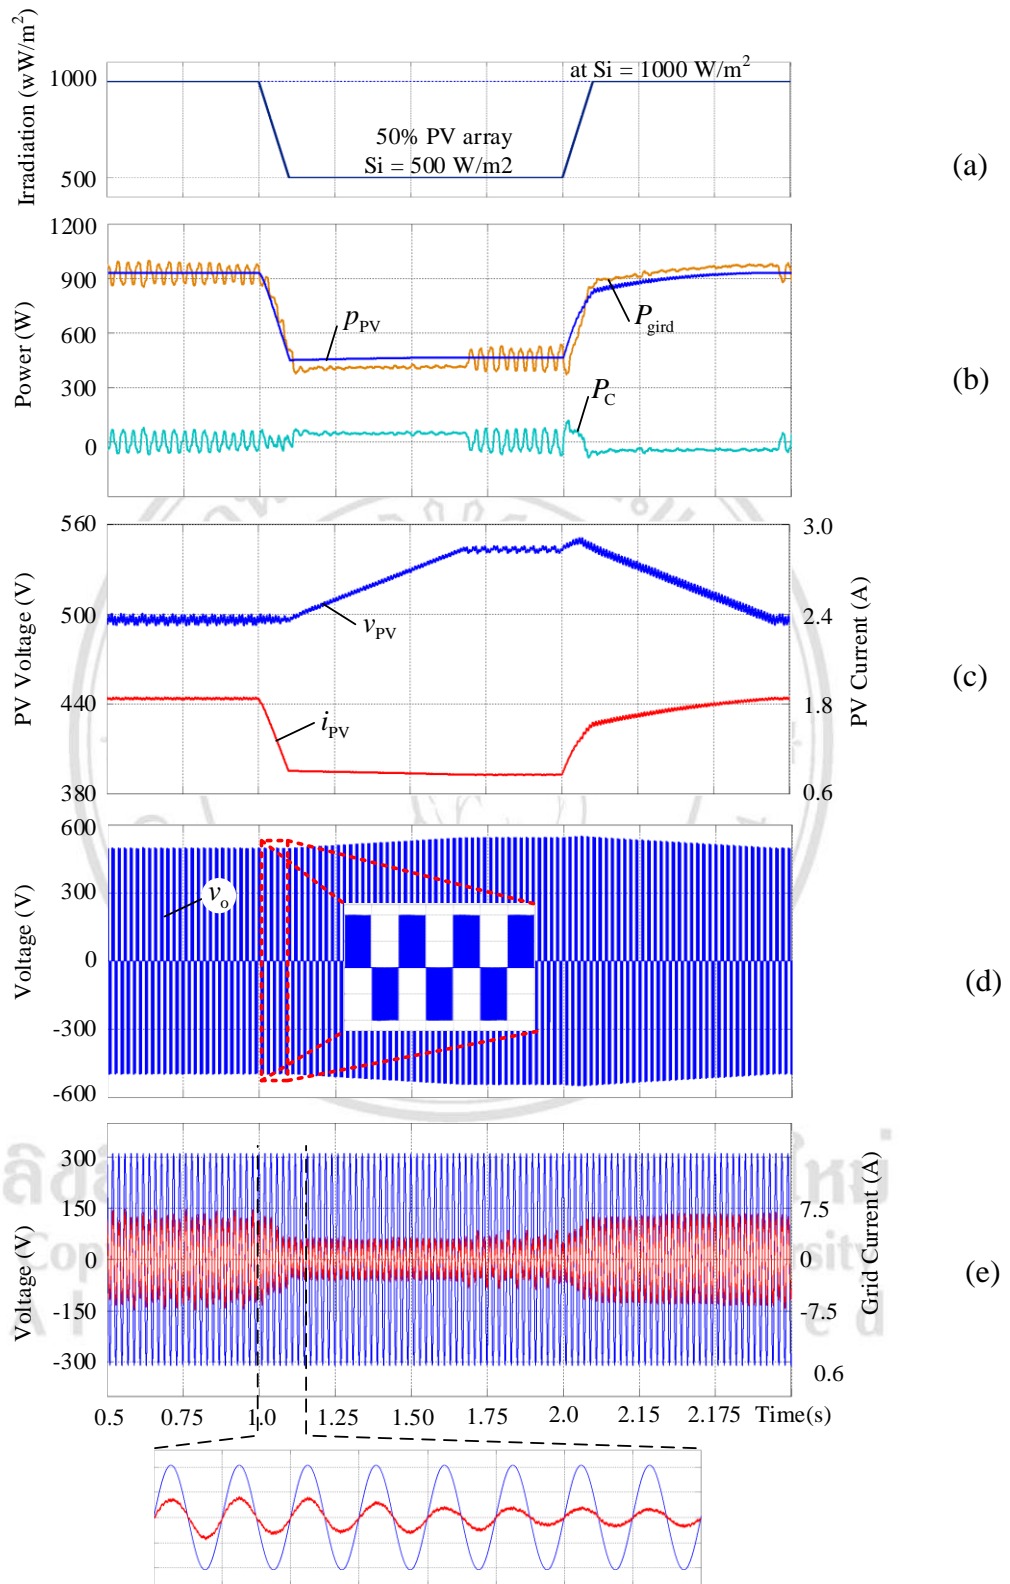 Irradiation (wW/m²)
1000
500
at Si = 1000 W/m²
50% PV array
Si = 500 W/m2
(a)
Power (W)
1200
900
600
300
0
pPV
Pgird
PC
(b)
PV Voltage (V)
560
500
440
380
vPV
iPV
3.0
2.4
1.8
0.6
PV Current (A)
(c)
Voltage (V)
600
300
0
-300
-600
vo
(d)
Voltage (V)
300
150
0
-150
-300
7.5
0
-7.5
0.6
Grid Current (A)
(e)
0.5 0.75 1.0 1.25 1.50 1.75 2.0 2.15 2.175 Time(s)